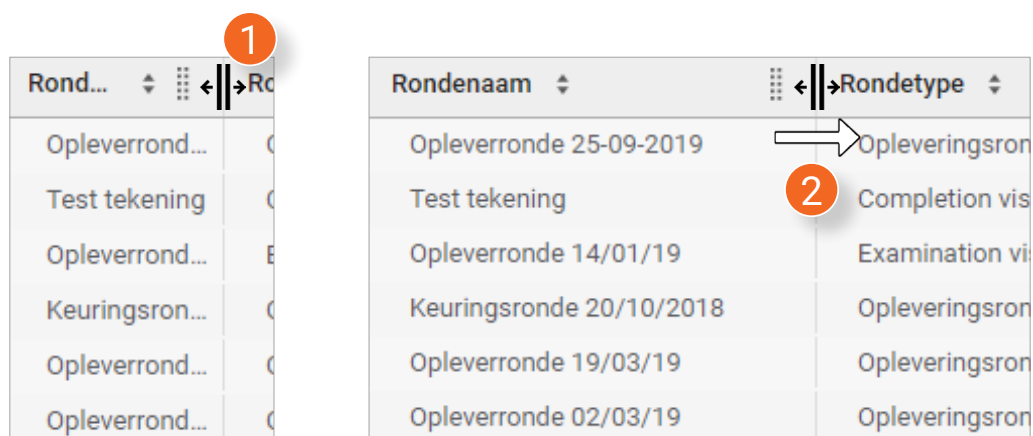 1
Rond...
Ro
Opleverrond...
Test tekening
Opleverrond...
Keuringsron...
Opleverrond...
Opleverrond...
Rondenaam Rondetype
Opleverronde 25-09-2019 Opleveringsron
2
Test tekening Completion vis
Opleverronde 14/01/19 Examination vi
Keuringsronde 20/10/2018 Opleveringsron
Opleverronde 19/03/19 Opleveringsron
Opleverronde 02/03/19 Opleveringsron